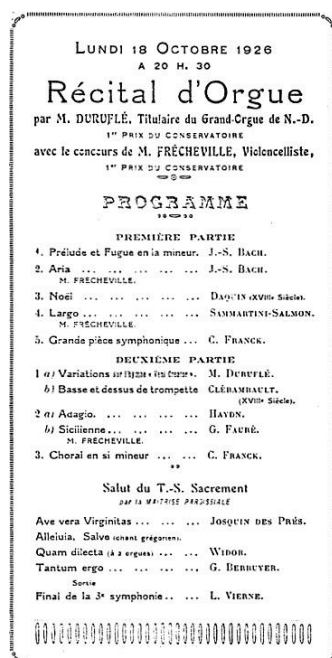 LUNDI 18 OCTOBRE 1926
A 20 H. 30
Récital d'Orgue
par M. DURUFLÉ, Titulaire du Grand-Orgue de N.-D.
1er PRIX DU CONSERVATOIRE
avec le concours de M. FRÉCHEVILLE, Violoncelliste,
1er PRIX DU CONSERVATOIRE
PROGRAMME
PREMIÈRE PARTIE
1. Prélude et Fugue en la mineur. J.-S. BACH.
2. Aria ... ... ... ... ... J.-S. BACH.
M. FRÉCHEVILLE.
3. Noël ... ... ... ... DAQUIN (XVIIIe Siècle).
4. Largo ... ... ... ... SAMMARTINI-SALMON.
M. FRÉCHEVILLE.
5. Grande pièce symphonique ... C. FRANCK.
DEUXIÈME PARTIE
1 a) Variations sur l'Hymne M. DURUFLÉ.
b) Basse et dessus de trompette CLÉRAMBAULT.
(XVIIIe Siècle).
2 a) Adagio. ... ... ... ... HAYDN.
b) Sicilienne ... ... ... ... G. FAURÉ.
M. FRÉCHEVILLE.
3. Choral en si mineur ... ... C. FRANCK.
Salut du T.-S. Sacrement
par la MAITRISE PAROISSIALE
Ave vera Virginitas ... ... JOSQUIN DES PRÉS.
Alleluia, Salve (chant grégorien).
Quam dilecta (à 2 orgues) ... ... WIDOR.
Tantum ergo ... ... ... ... G. BERRUYER.
Sortie
Final de la 3e symphonie .. ... L. VIERNE.